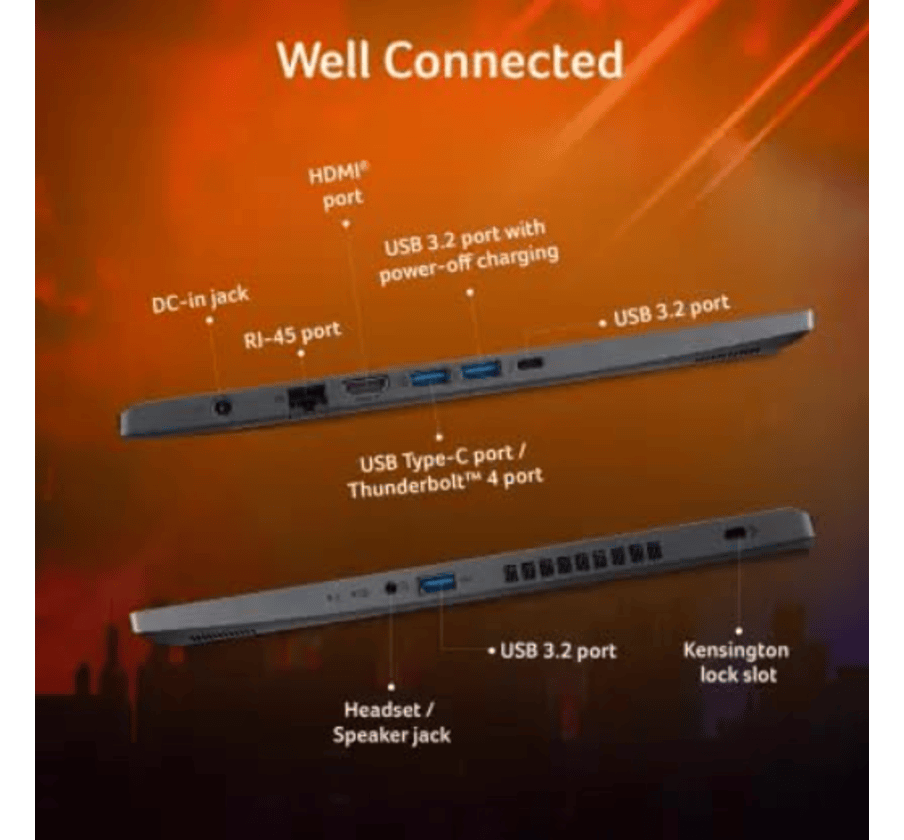 Well Connected
HDMI®
port
USB 3.2 port with
power-off charging
DC-in jack
RJ-45 port
USB 3.2 port
USB Type-C port /
Thunderbolt™ 4 port
USB 3.2 port
Kensington
lock slot
Headset /
Speaker jack